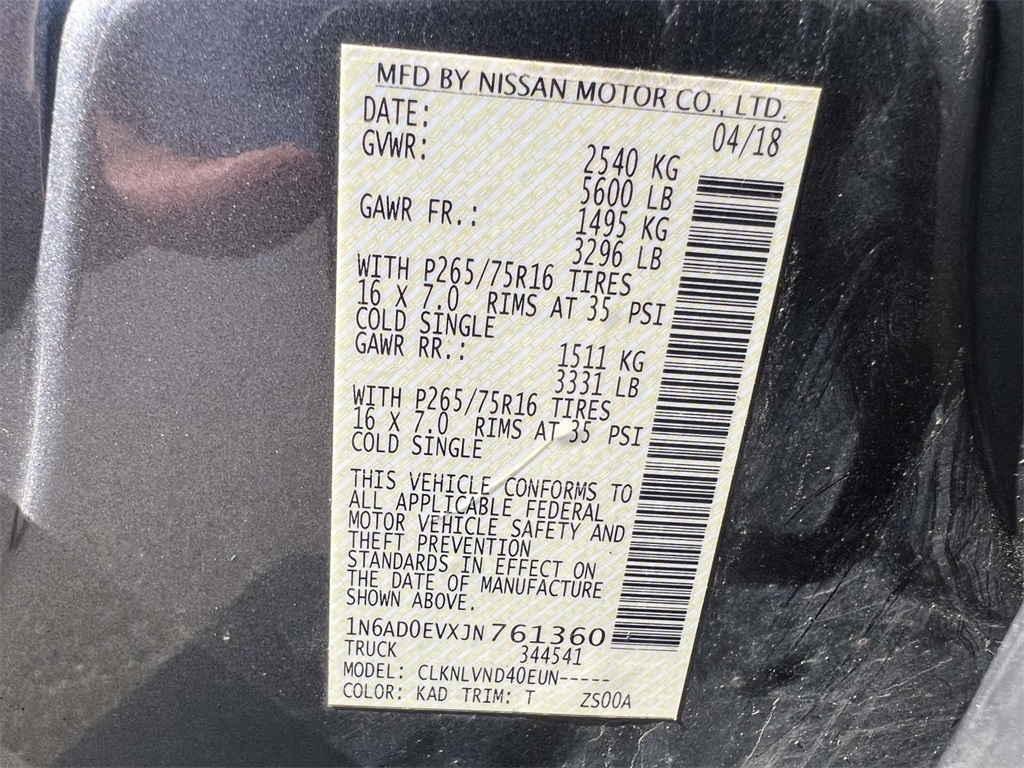 MFD BY NISSAN MOTOR CO., LTD.
DATE: 04/18
GVWR: 2540 KG
5600 LB
GAWR FR.: 1495 KG
3296 LB
WITH P265/75R16 TIRES
16 X 7.0 RIMS AT 35 PSI
COLD SINGLE
GAWR RR.: 1511 KG
3331 LB
WITH P265/75R16 TIRES
16 X 7.0 RIMS AT 35 PSI
COLD SINGLE
THIS VEHICLE CONFORMS TO
ALL APPLICABLE FEDERAL
MOTOR VEHICLE SAFETY AND
THEFT PREVENTION
STANDARDS IN EFFECT ON
THE DATE OF MANUFACTURE
SHOWN ABOVE.
1N6AD0EVXJN761360
TRUCK 344541
MODEL: CLKNLVND40EUN-----
COLOR: KAD TRIM: T ZS00A